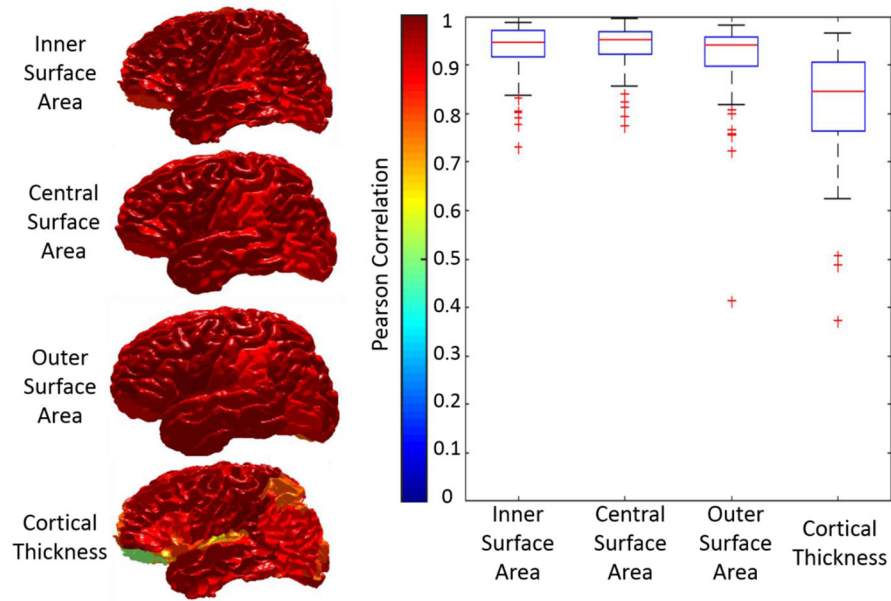 Inner
Surface
Area
Central
Surface
Area
Outer
Surface
Area
Cortical
Thickness
Pearson Correlation
1
0.9
0.8
0.7
0.6
0.5
0.4
0.3
0.2
0.1
0
Inner
Surface
Area
Central
Surface
Area
Outer
Surface
Area
Cortical
Thickness